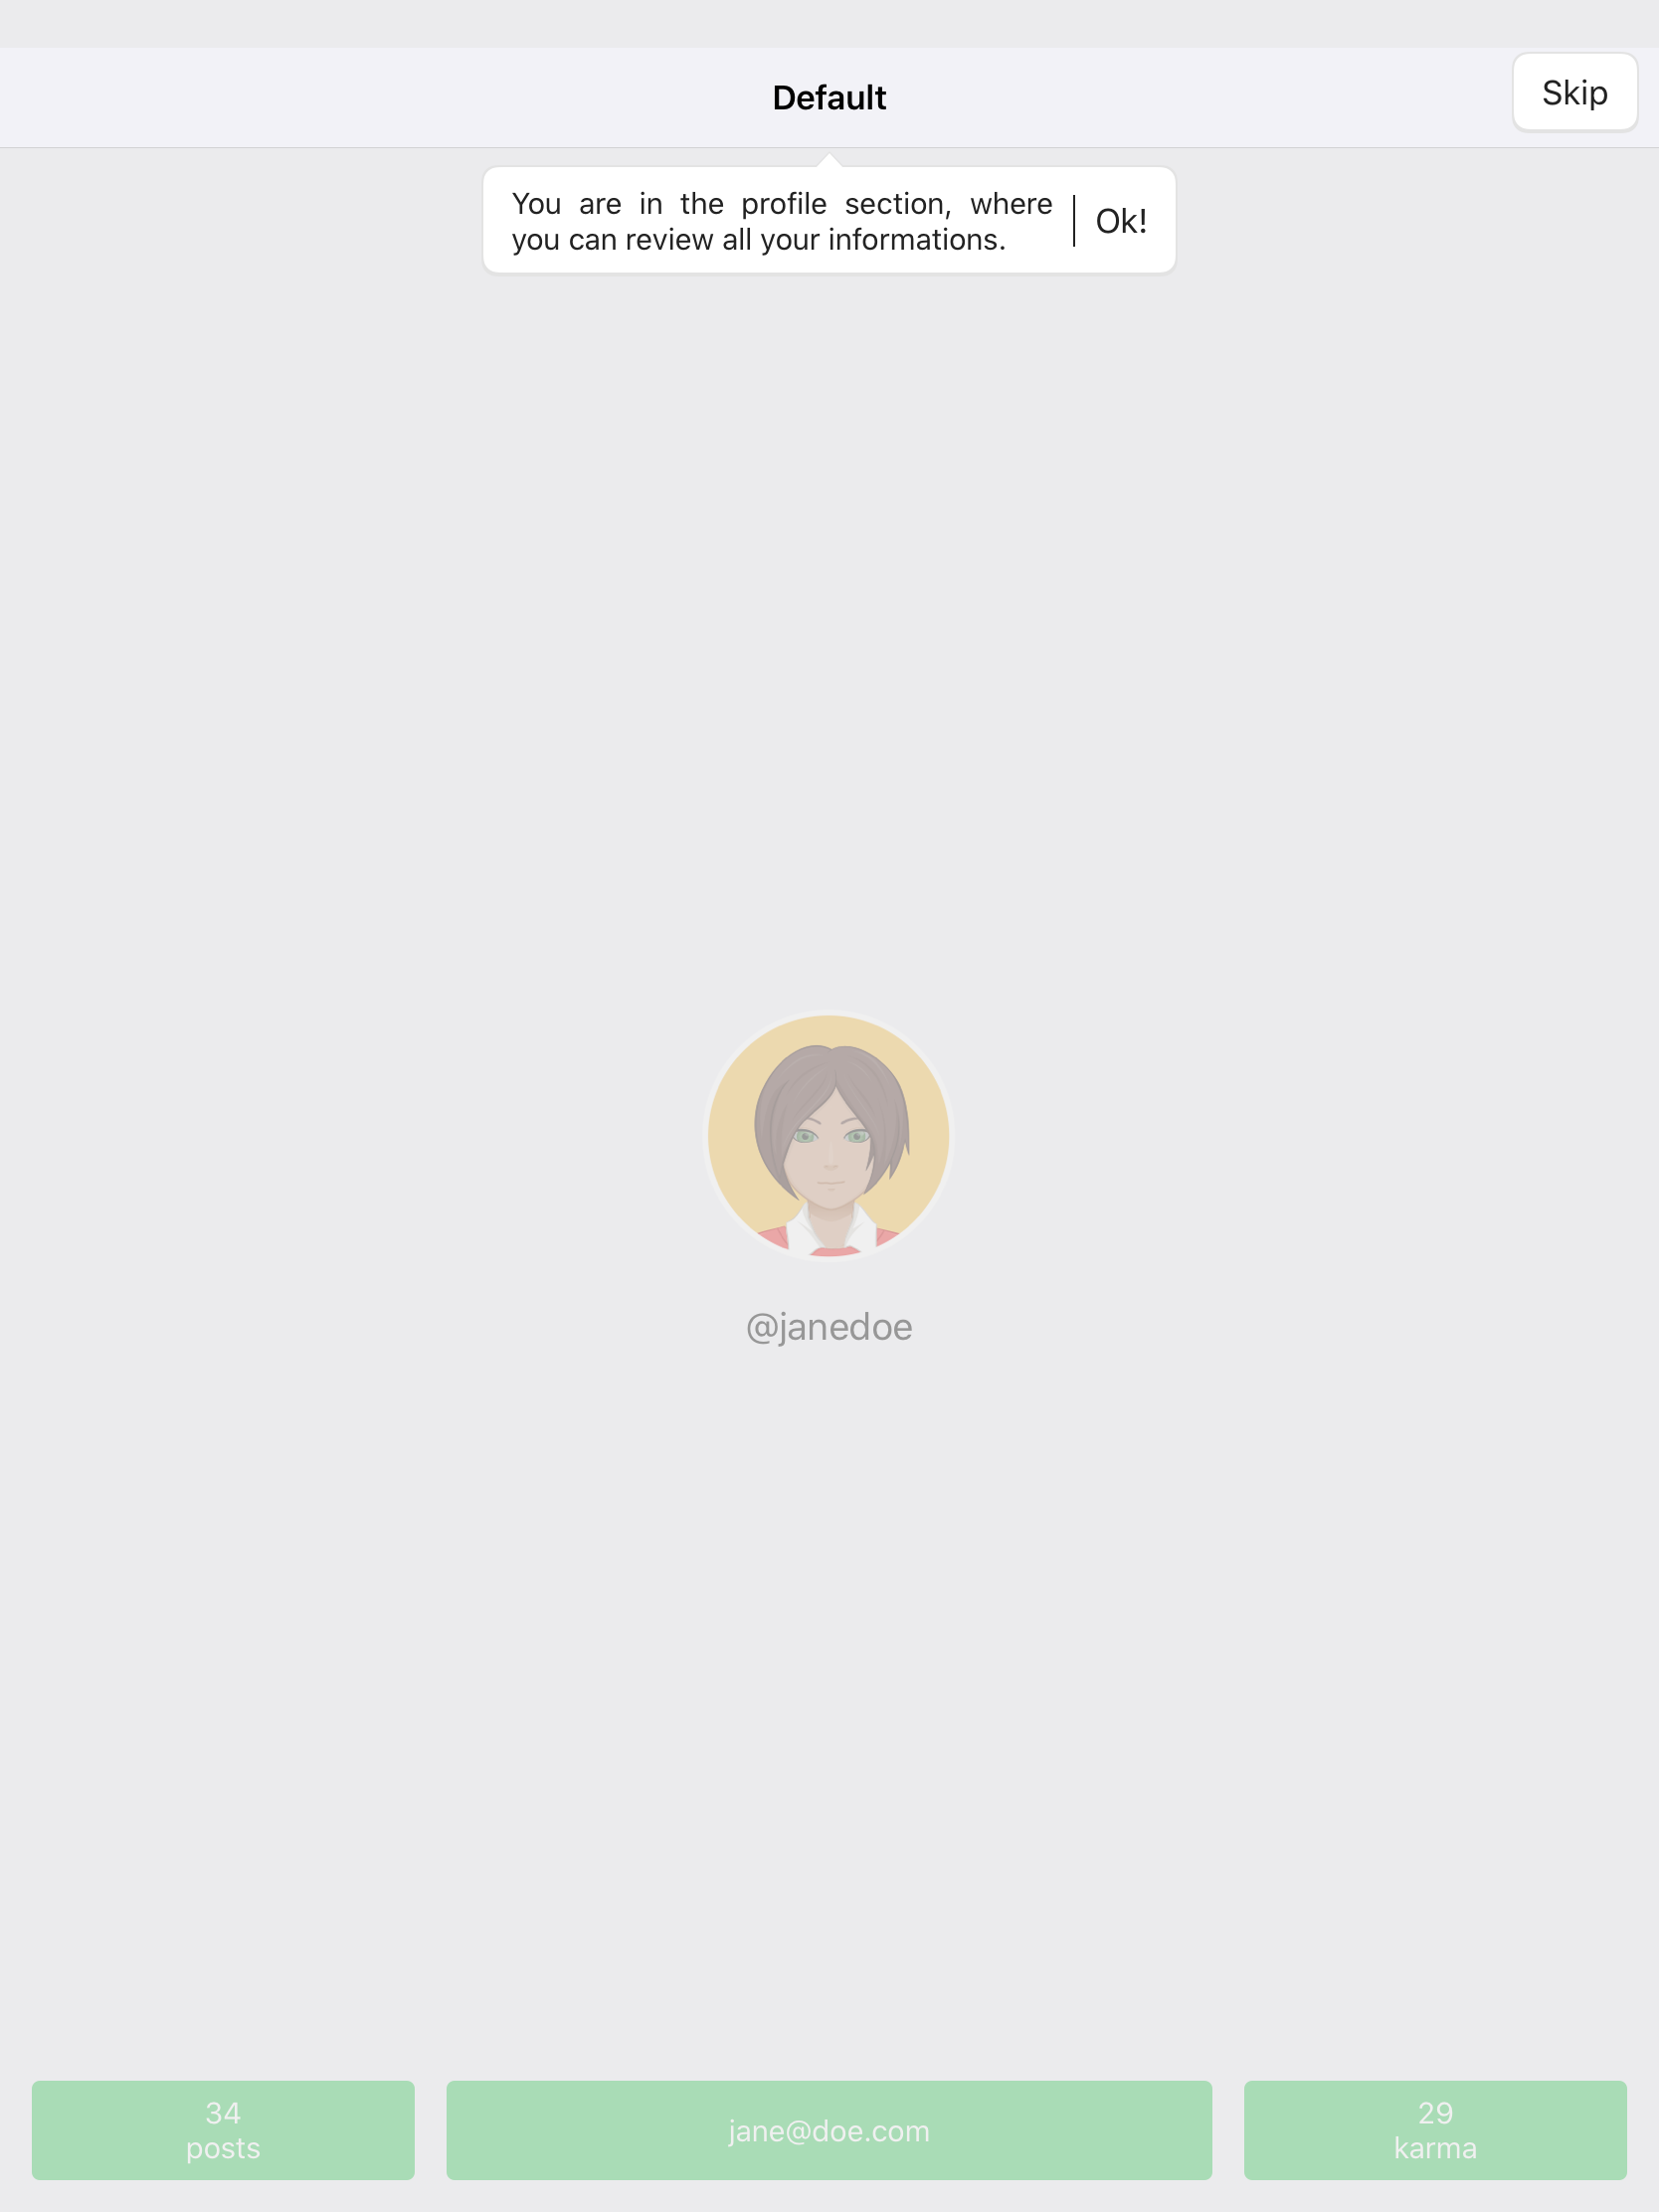 Default
Skip
You are in the profile section, where
you can review all your informations.
Ok!
@janedoe
34
posts
jane@doe.com
29
karma